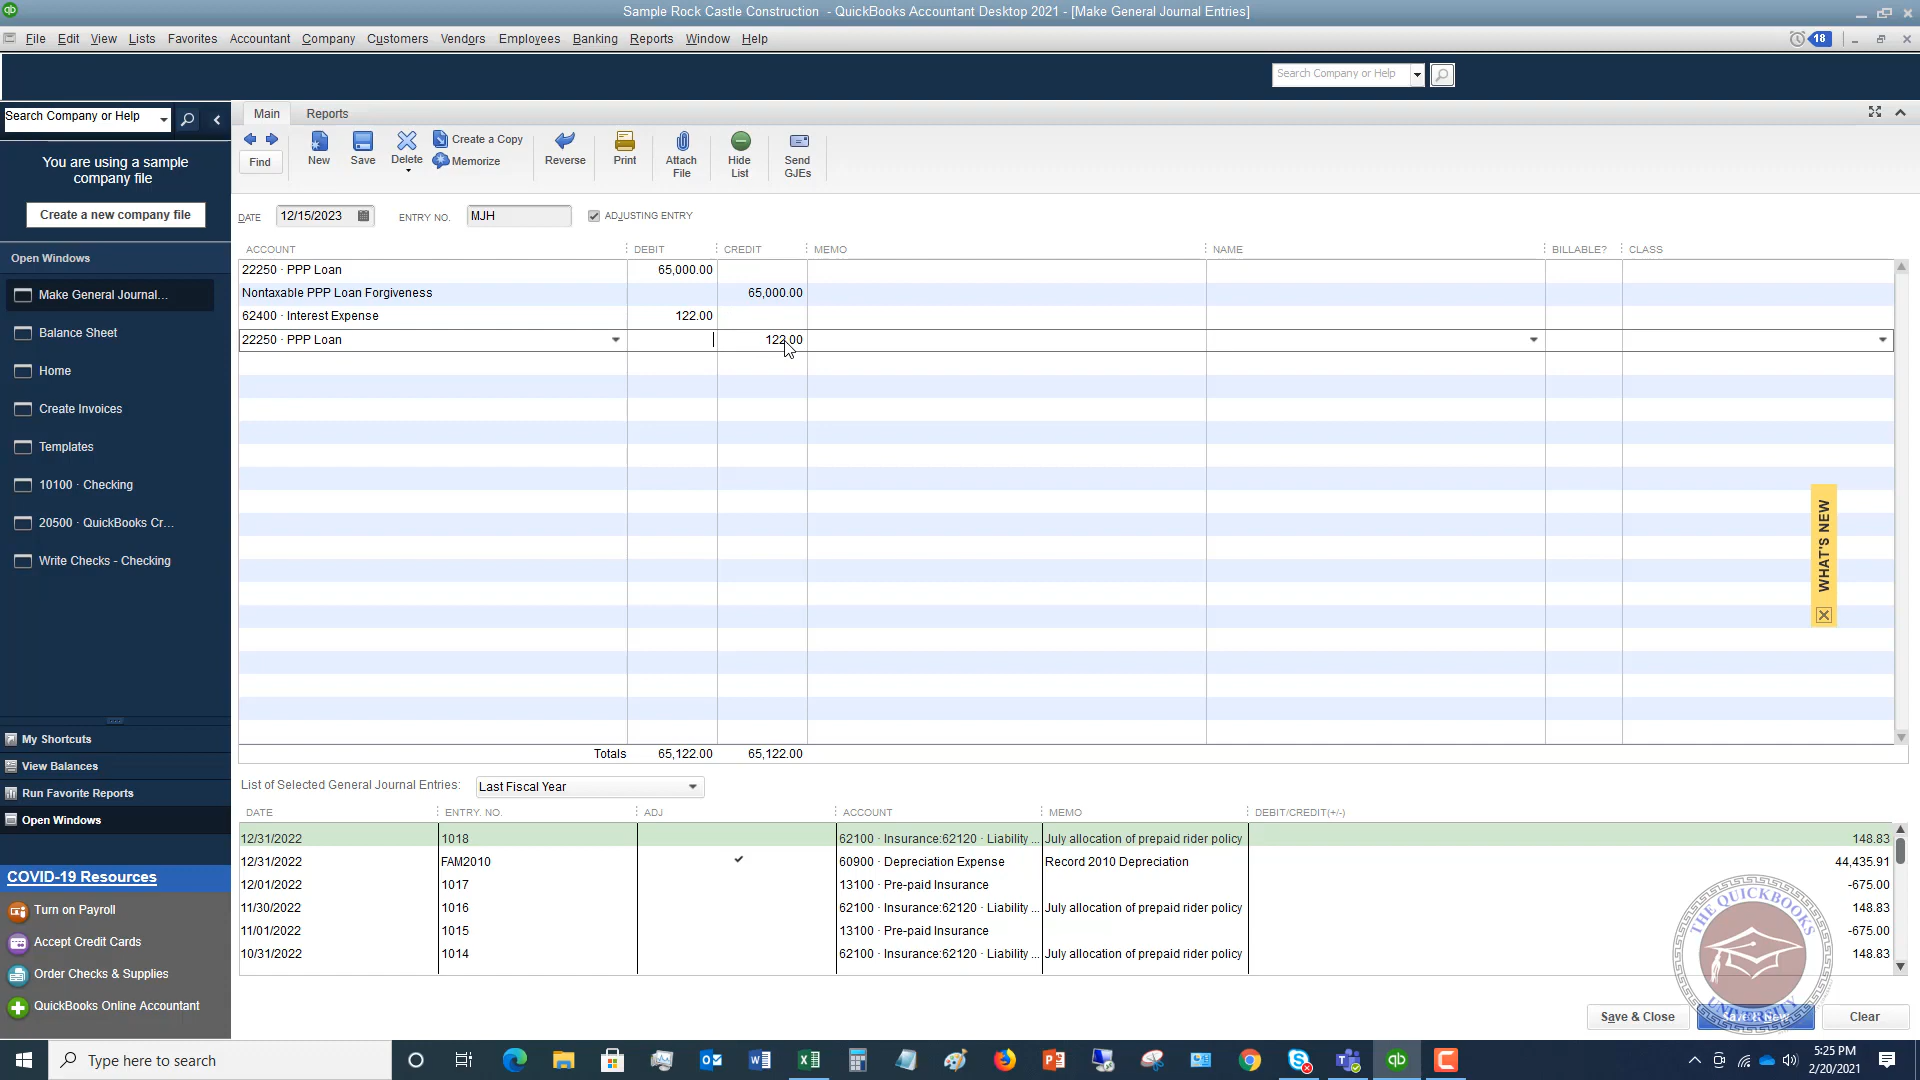 Sample Rock Castle Construction - QuickBooks Accountant Desktop 2021 - [Make General Journal Entries]
File Edit View Lists Favorites Accountant Company Customers Vendors Employees Banking Reports Window Help
18
Search Company or Help
Search Company or Help
You are using a sample
company file
Create a new company file
Open Windows
Make General Journal...
Balance Sheet
Home
Create Invoices
Templates
10100 · Checking
20500 · QuickBooks Cr...
Write Checks - Checking
My Shortcuts
View Balances
Run Favorite Reports
Open Windows
COVID-19 Resources
Turn on Payroll
Accept Credit Cards
Order Checks & Supplies
QuickBooks Online Accountant
Main Reports
Find
New
Save
Delete
Create a Copy
Memorize
Reverse
Print
Attach
File
Hide
List
Send
GJEs
DATE 12/15/2023 ENTRY NO. MJH ADJUSTING ENTRY
ACCOUNT DEBIT CREDIT MEMO NAME BILLABLE? CLASS
22250 · PPP Loan 65,000.00
Nontaxable PPP Loan Forgiveness 65,000.00
62400 · Interest Expense 122.00
22250 · PPP Loan 122.00
WHAT'S NEW
Totals 65,122.00 65,122.00
List of Selected General Journal Entries: Last Fiscal Year
DATE ENTRY. NO. ADJ ACCOUNT MEMO DEBIT/CREDIT(+/-)
12/31/2022 1018 62100 · Insurance:62120 · Liability ... July allocation of prepaid rider policy 148.83
12/31/2022 FAM2010 60900 · Depreciation Expense Record 2010 Depreciation 44,435.91
12/01/2022 1017 13100 · Pre-paid Insurance -675.00
11/30/2022 1016 62100 · Insurance:62120 · Liability ... July allocation of prepaid rider policy 148.83
11/01/2022 1015 13100 · Pre-paid Insurance -675.00
10/31/2022 1014 62100 · Insurance:62120 · Liability ... July allocation of prepaid rider policy 148.83
THE QUICKBOOKS
UNIVERSITY
Save & Close
Save & New
Clear
Type here to search
5:25 PM
2/20/2021